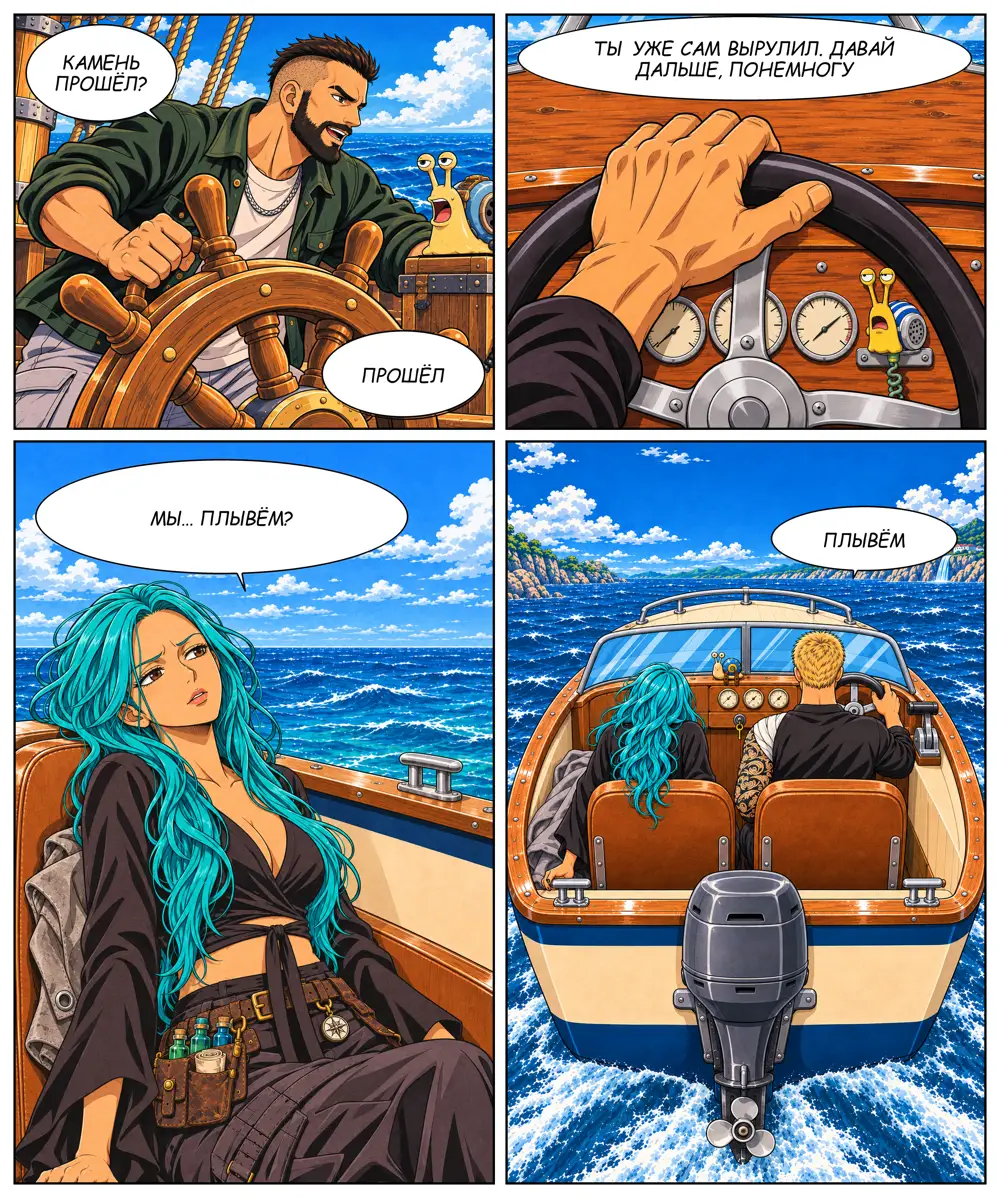 КАМЕНЬ
ПРОШЁЛ?
ПРОШЁЛ
ТЫ УЖЕ САМ ВЫРУЛИЛ. ДАВАЙ
ДАЛЬШЕ, ПОНЕМНОГУ
МЫ... ПЛЫВЁМ?
ПЛЫВЁМ